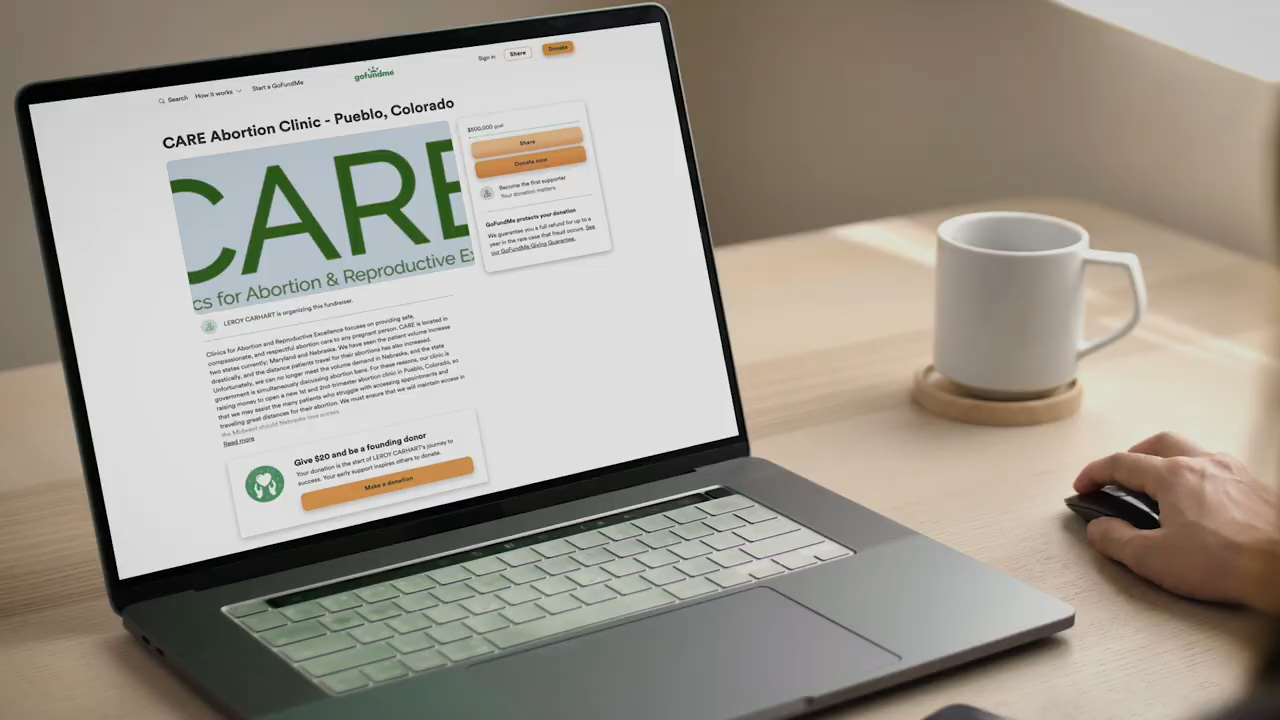 Search How it works Start a GoFundMe gofundme Sign in Share Donate
CARE Abortion Clinic - Pueblo, Colorado
CARE
cs for Abortion & Reproductive Ex
$500,000 goal
Share
Donate now
Become the first supporter
Your donation matters
GoFundMe protects your donation
We guarantee you a full refund for up to a
year in the rare case that fraud occurs. See
our GoFundMe Giving Guarantee.
LEROY CARHART is organizing this fundraiser.
Clinics for Abortion and Reproductive Excellence focuses on providing safe,
compassionate, and respectful abortion care to any pregnant person. CARE is located in
two states currently; Maryland and Nebraska. We have seen the patient volume increase
drastically, and the distance patients travel for their abortions has also increased.
Unfortunately, we can no longer meet the volume demand in Nebraska, and the state
government is simultaneously discussing abortion bans. For these reasons, our clinic is
raising money to open a new 1st and 2nd-trimester abortion clinic in Pueblo, Colorado, so
that we may assist the many patients who struggle with accessing appointments and
traveling great distances for their abortion. We must ensure that we will maintain access in
the Midwest should Nebraska lose access.
Read more
Give $20 and be a founding donor
Your donation is the start of LEROY CARHART's journey to
success. Your early support inspires others to donate.
Make a donation